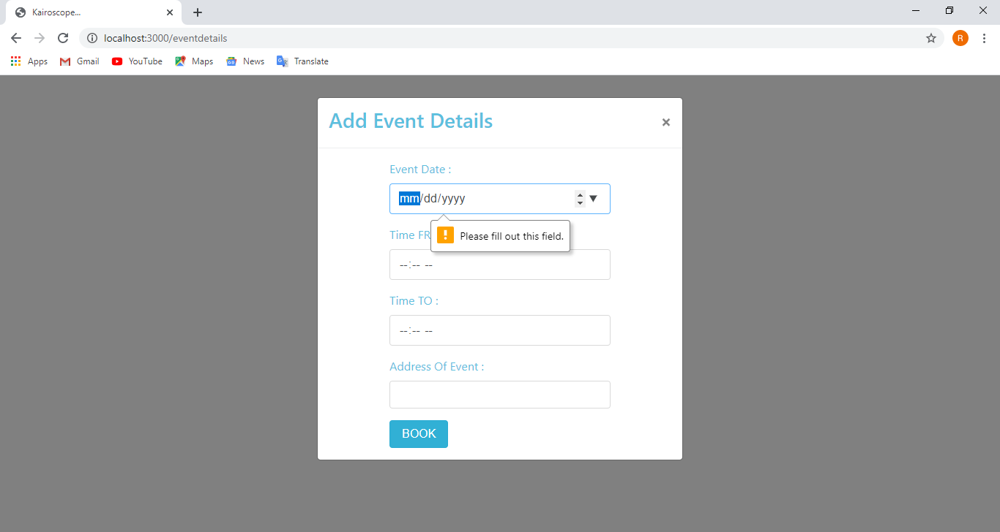 Kairoscope...
localhost:3000/eventdetails
R
Apps Gmail YouTube Maps News Translate
Add Event Details ×
Event Date :
mm/dd/yyyy
Please fill out this field.
Time FR
--:-- --
Time TO :
--:-- --
Address Of Event :
BOOK